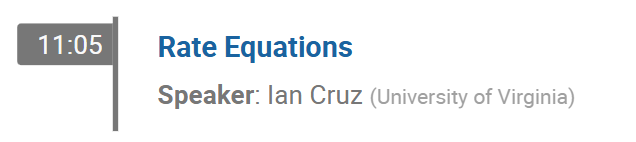 11:05 Rate Equations
Speaker: Ian Cruz (University of Virginia)